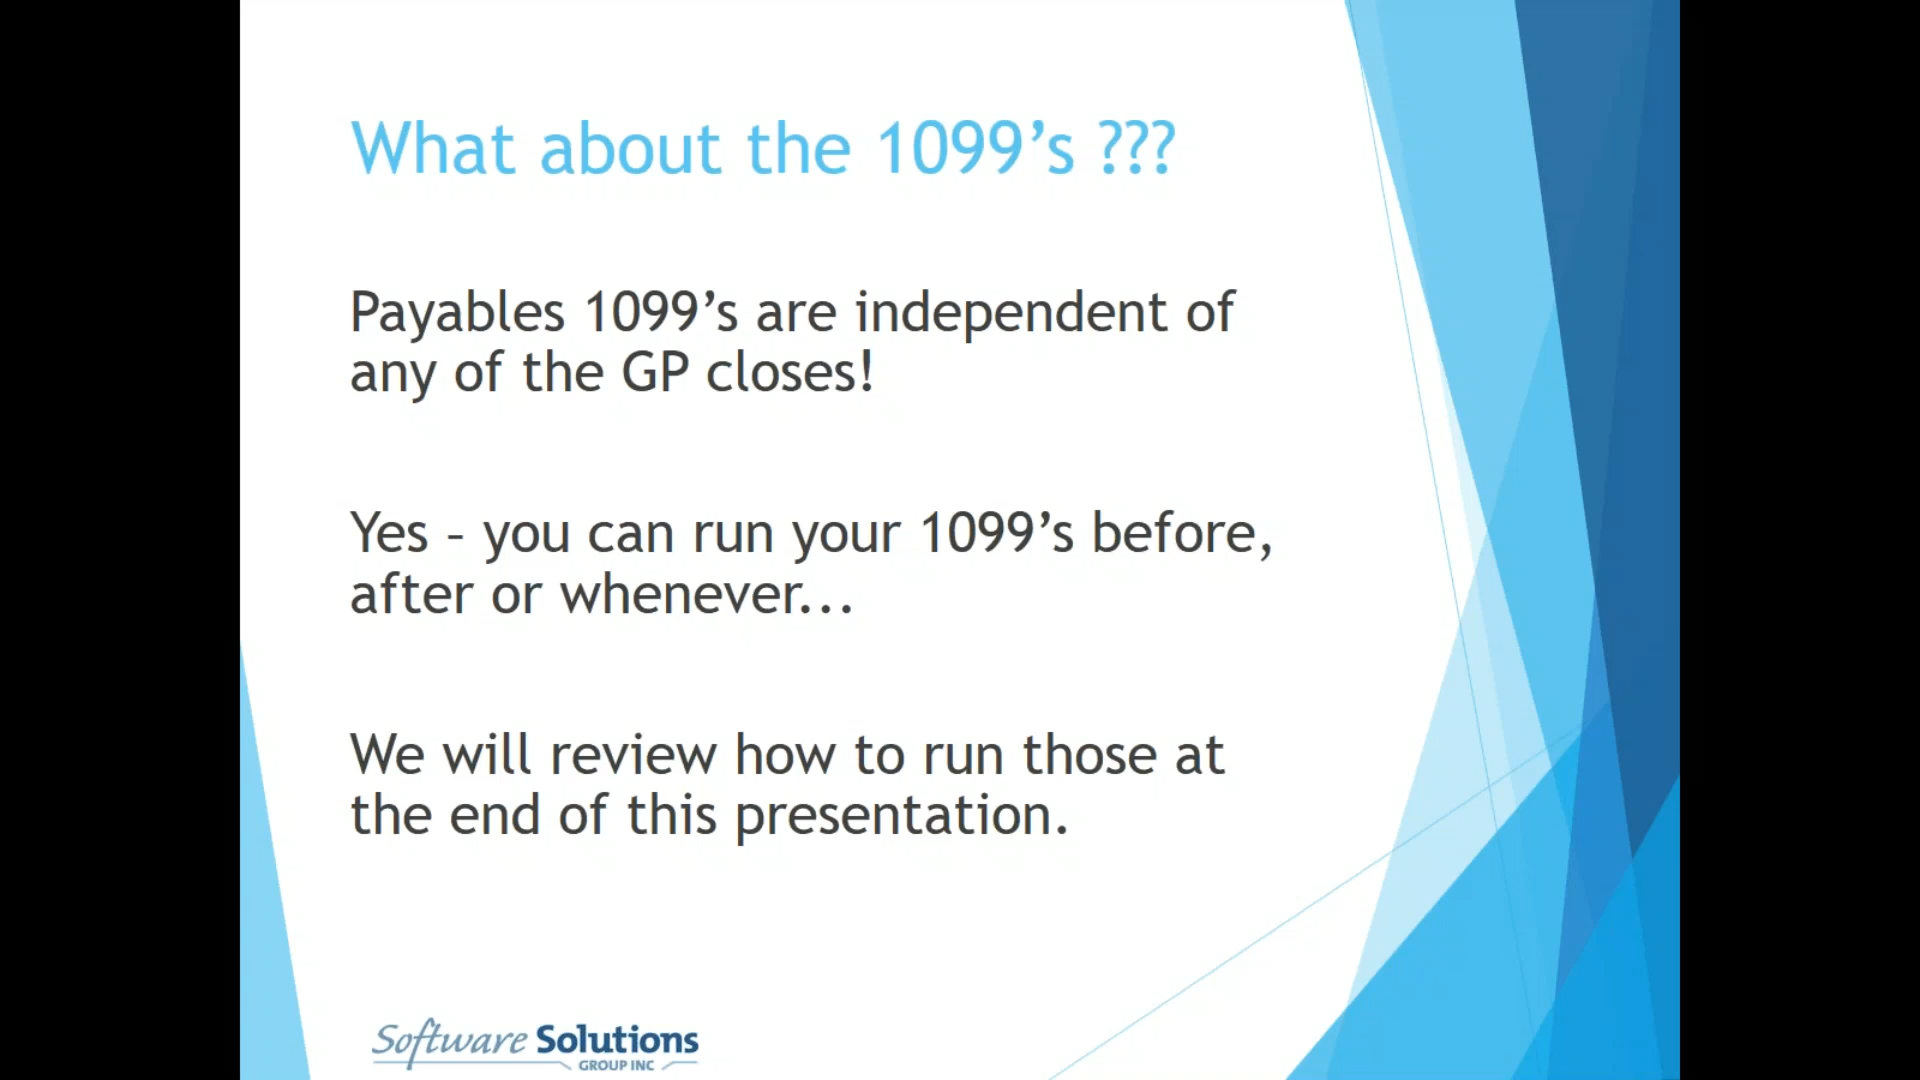 What about the 1099’s ???
Payables 1099’s are independent of
any of the GP closes!
Yes – you can run your 1099’s before,
after or whenever...
We will review how to run those at
the end of this presentation.
Software Solutions
GROUP INC